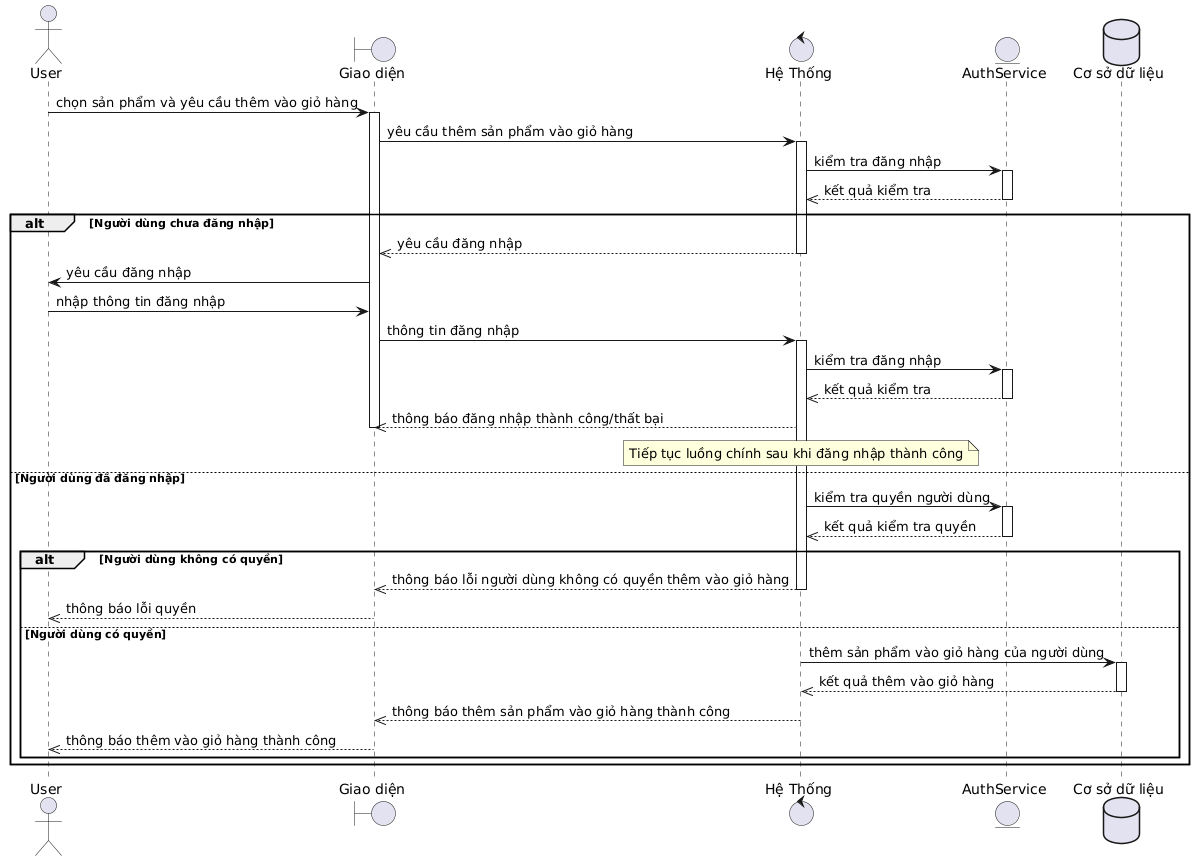 User
Giao diện
Hệ Thống
AuthService
Cơ sở dữ liệu
chọn sản phẩm và yêu cầu thêm vào giỏ hàng
yêu cầu thêm sản phẩm vào giỏ hàng
kiểm tra đăng nhập
kết quả kiểm tra
alt
[Người dùng chưa đăng nhập]
yêu cầu đăng nhập
yêu cầu đăng nhập
nhập thông tin đăng nhập
thông tin đăng nhập
kiểm tra đăng nhập
kết quả kiểm tra
thông báo đăng nhập thành công/thất bại
Tiếp tục luồng chính sau khi đăng nhập thành công
[Người dùng đã đăng nhập]
kiểm tra quyền người dùng
kết quả kiểm tra quyền
alt
[Người dùng không có quyền]
thông báo lỗi người dùng không có quyền thêm vào giỏ hàng
thông báo lỗi quyền
[Người dùng có quyền]
thêm sản phẩm vào giỏ hàng của người dùng
kết quả thêm vào giỏ hàng
thông báo thêm sản phẩm vào giỏ hàng thành công
thông báo thêm vào giỏ hàng thành công
User
Giao diện
Hệ Thống
AuthService
Cơ sở dữ liệu